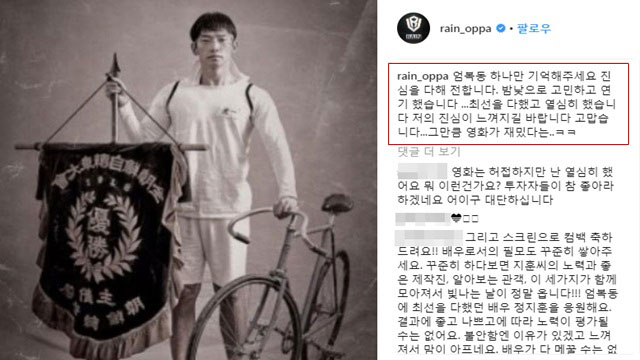 rain_oppa • 팔로우
rain_oppa 엄복동 하나만 기억해주세요 진
심을 다해 전합니다. 밤낮으로 고민하고 연
기 했습니다 ...최선을 다했고 열심히 했습니
다 저의 진심이 느껴지길 바랍니다 고맙습
니다...그만큼 영화가 재밌다는..ㅋㅋ
댓글 더 보기
영화는 허접하지만 난 열심히 했
어요 뭐 이런건가요? 투자자들이 참 좋아라
하겠네요 어이구 대단하십니다
🖤
그리고 스크린으로 컴백 축하
드려요!! 배우로서의 필모도 꾸준히 쌓아주
세요. 꾸준히 하다보면 지훈씨의 노력과 좋
은 제작진, 알아보는 관객, 이 세가지가 함께
모아져서 빛나는 날이 정말 옵니다!!! 엄복동
에 최선을 다했던 배우 정지훈을 응원해요.
결과에 좋고 나쁘고에 따라 노력이 평가될
수는 없어요. 불안함엔 이유가 있겠고 느껴
져서 맘이 아프네요. 배우가 다 메꿀 수는 없
優勝